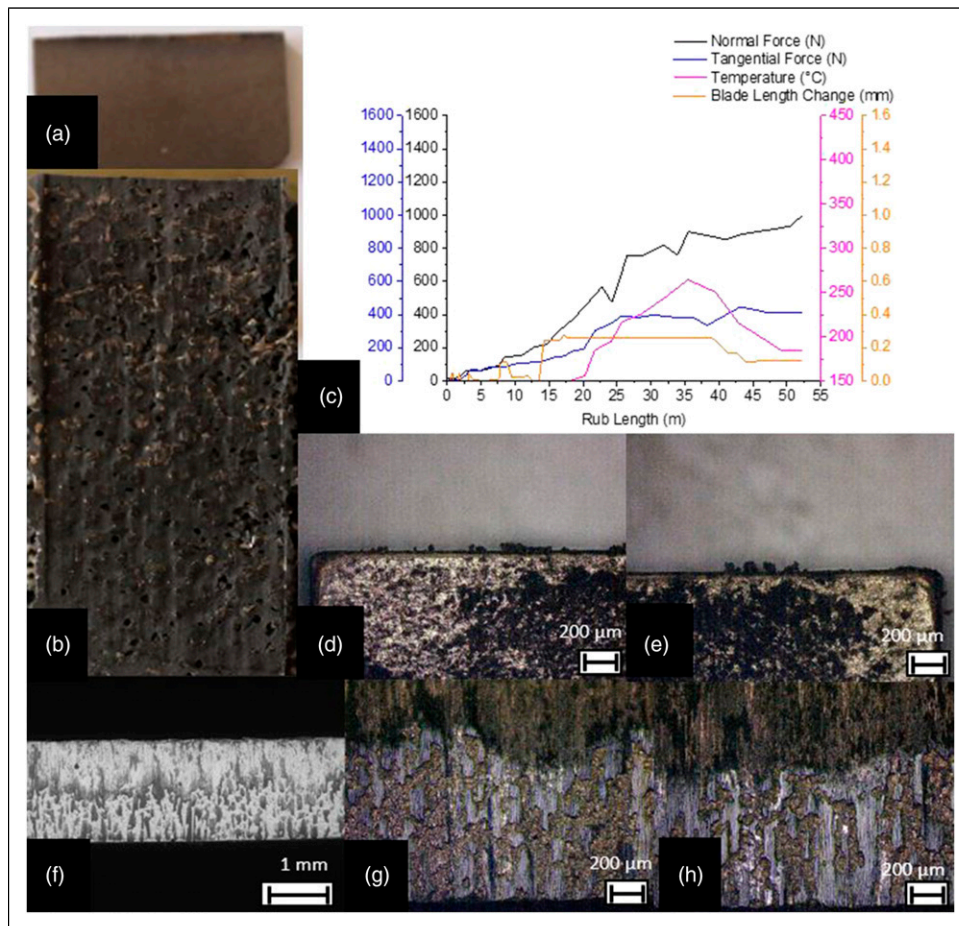 (a)
(b)
(c)
Normal Force (N)
Tangential Force (N)
Temperature (°C)
Blade Length Change (mm)
1600 1600 450 1.6
1400 1400 1.4
400
1200 1200 1.2
350
1000 1000 1.0
800 800 300 0.8
600 600 0.6
250
400 400 0.4
200
200 200 0.2
0 0 150 0.0
0 5 10 15 20 25 30 35 40 45 50 55
Rub Length (m)
(d) 200 µm
(e) 200 µm
(f) 1 mm
(g) 200 µm
(h) 200 µm